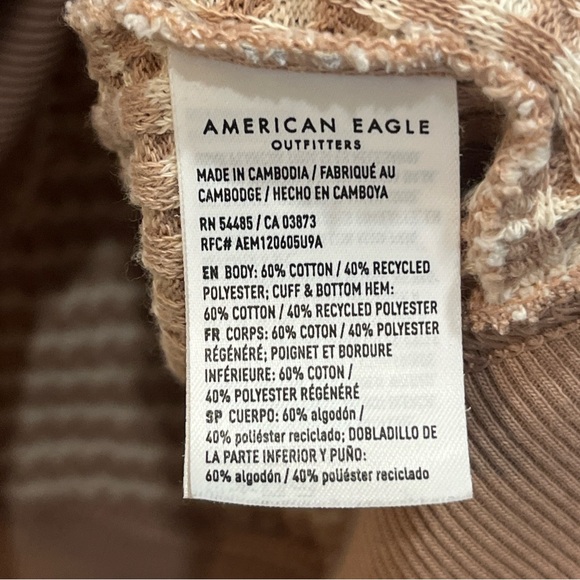 AMERICAN EAGLE
OUTFITTERS
MADE IN CAMBODIA / FABRIQUÉ AU
CAMBODGE / HECHO EN CAMBOYA
RN 54485 / CA 03873
RFC# AEM120605U9A
EN BODY: 60% COTTON / 40% RECYCLED
POLYESTER; CUFF & BOTTOM HEM:
60% COTTON / 40% RECYCLED POLYESTER
FR CORPS: 60% COTON / 40% POLYESTER
RÉGÉNÉRÉ; POIGNET ET BORDURE
INFÉRIEURE: 60% COTON /
40% POLYESTER RÉGÉNÉRÉ
SP CUERPO: 60% algodón /
40% poliéster reciclado; DOBLADILLO DE
LA PARTE INFERIOR Y PUÑO:
60% algodón / 40% poliéster reciclado